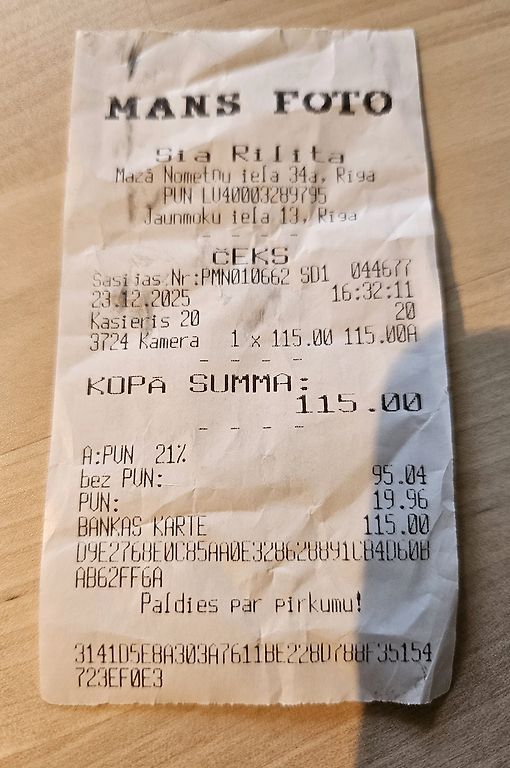 MANS FOTO
Sia Rilita
Mazā Nometņu iela 34a, Rīga
PVN LV40003289795
Jaunmoku iela 13, Rīga
- - - -
ČEKS
Sasijas.Nr:PMN010662 SD1 044677
23.12.2025 16:32:11
Kasieris 20 20
3724 Kamera 1 x 115.00 115.00A
- - - -
KOPĀ SUMMA:
115.00
- - - -
A:PVN 21%
bez PVN: 95.04
PVN: 19.96
BANKAS KARTE 115.00
D9E2768E0C85AA0E328628891C84D60B
AB62FF6A
Paldies par pirkumu!
3141D5E8A303A7611BE228D788F35154
723EF0E3